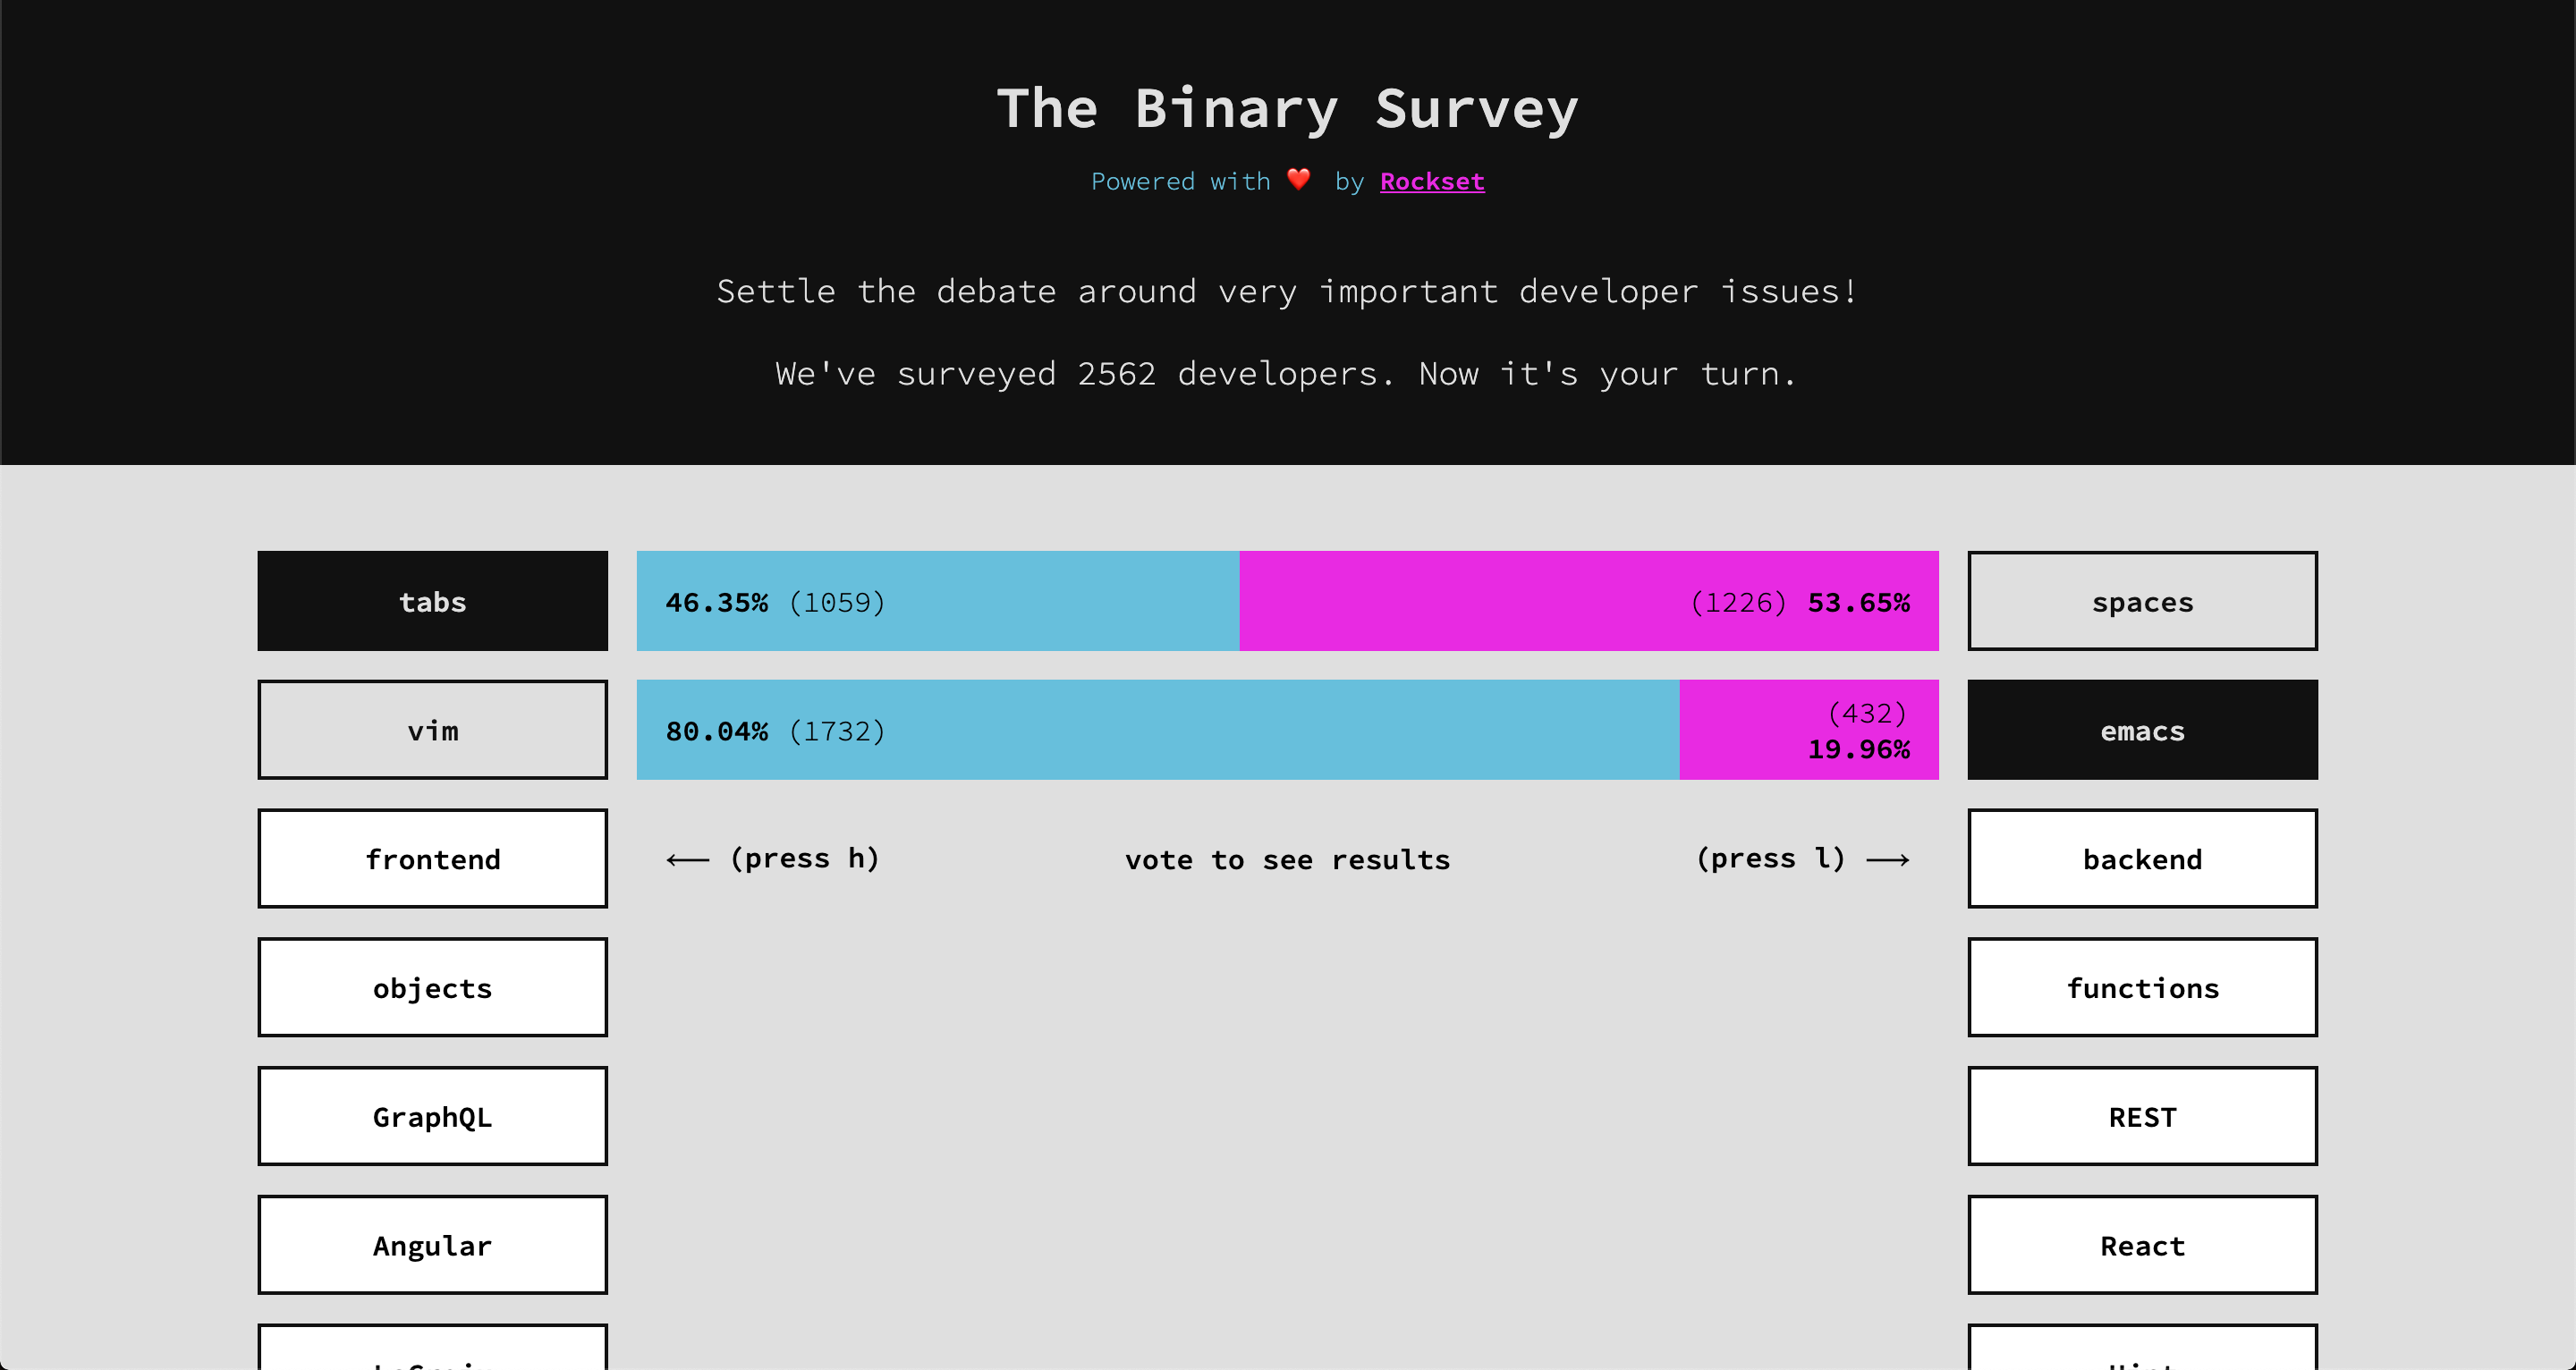 The Binary Survey
Powered with ❤️ by Rockset
Settle the debate around very important developer issues!
We've surveyed 2562 developers. Now it's your turn.
tabs 46.35% (1059) (1226) 53.65% spaces
vim 80.04% (1732) (432) 19.96% emacs
frontend ⟵ (press h) vote to see results (press l) ⟶ backend
objects functions
GraphQL REST
Angular React